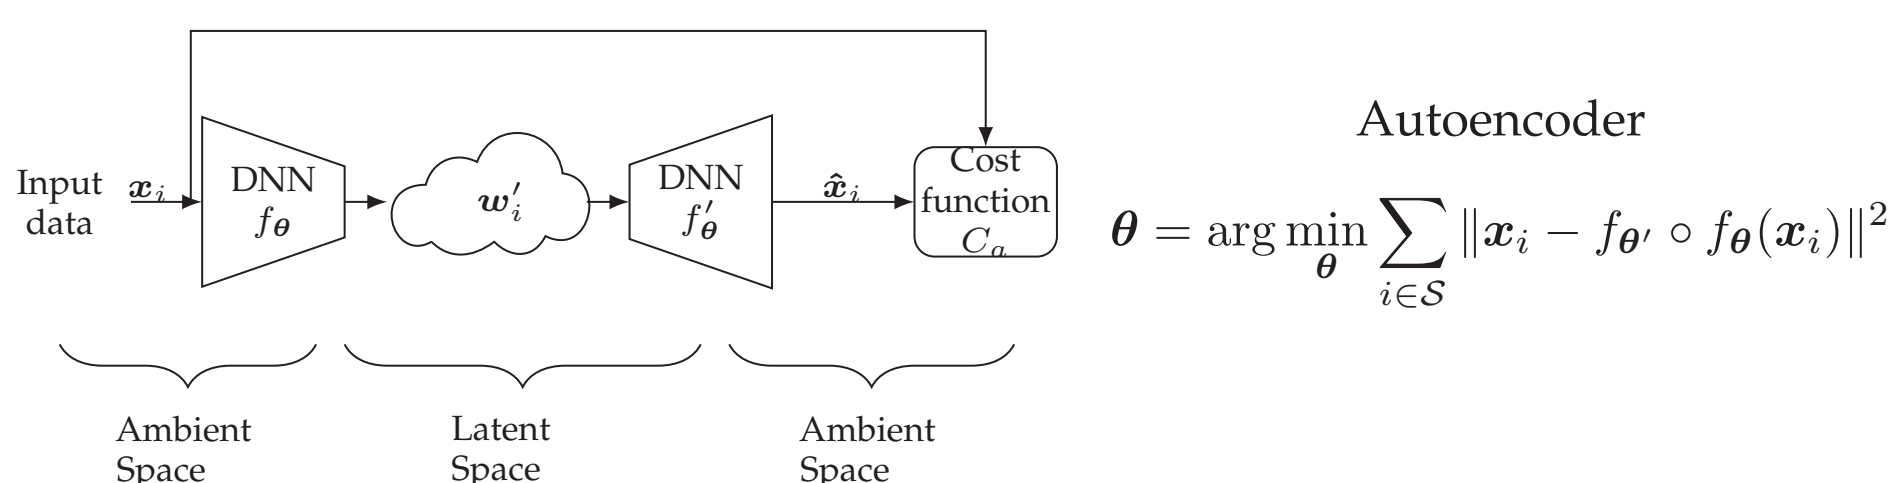 Autoencoder
Input
data
x_i
DNN
f_θ
w′_i
DNN
f′_θ
x̂_i
Cost
function
C_a
θ = arg min_θ ∑_{i∈S} ‖x_i − f_θ′ ∘ f_θ(x_i)‖²
Ambient
Space
Latent
Space
Ambient
Space